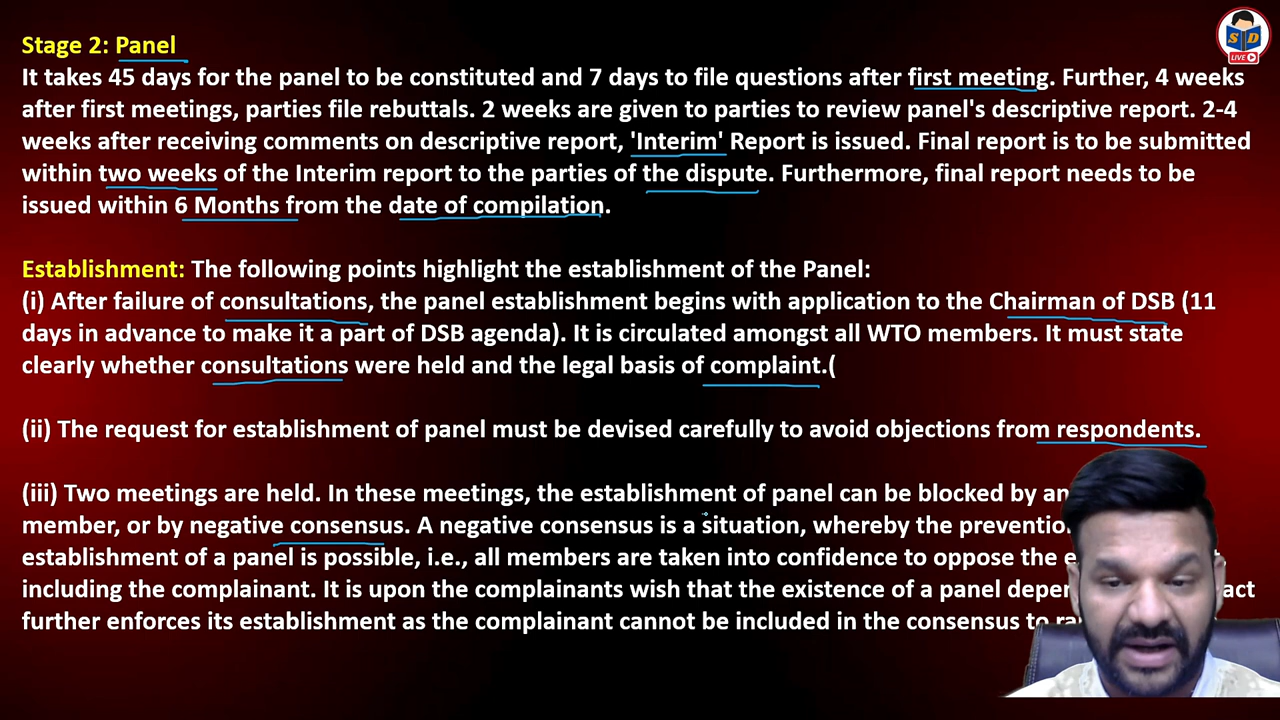 Stage 2: Panel
It takes 45 days for the panel to be constituted and 7 days to file questions after first meeting. Further, 4 weeks
after first meetings, parties file rebuttals. 2 weeks are given to parties to review panel's descriptive report. 2-4
weeks after receiving comments on descriptive report, 'Interim' Report is issued. Final report is to be submitted
within two weeks of the Interim report to the parties of the dispute. Furthermore, final report needs to be
issued within 6 Months from the date of compilation.
Establishment: The following points highlight the establishment of the Panel:
(i) After failure of consultations, the panel establishment begins with application to the Chairman of DSB (11
days in advance to make it a part of DSB agenda). It is circulated amongst all WTO members. It must state
clearly whether consultations were held and the legal basis of complaint.(
(ii) The request for establishment of panel must be devised carefully to avoid objections from respondents.
(iii) Two meetings are held. In these meetings, the establishment of panel can be blocked by
member, or by negative consensus. A negative consensus is a situation, whereby the
establishment of a panel is possible, i.e., all members are taken into confidence to oppose the
including the complainant. It is upon the complainants wish that the existence of a panel
further enforces its establishment as the complainant cannot be included in the consensus to
S D
LIVE